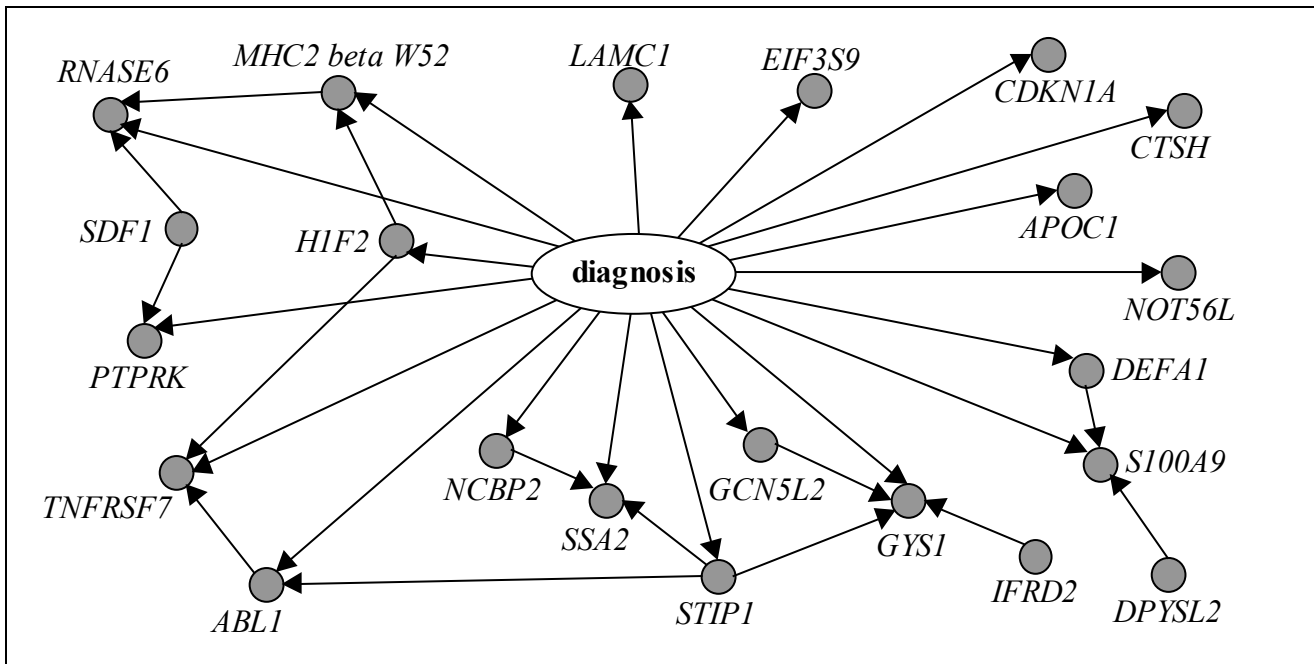 RNASE6
MHC2 beta W52
LAMC1
EIF3S9
CDKN1A
CTSH
APOC1
SDF1
H1F2
diagnosis
NOT56L
PTPRK
DEFA1
S100A9
TNFRSF7
NCBP2
SSA2
GCN5L2
GYS1
ABL1
STIP1
IFRD2
DPYSL2